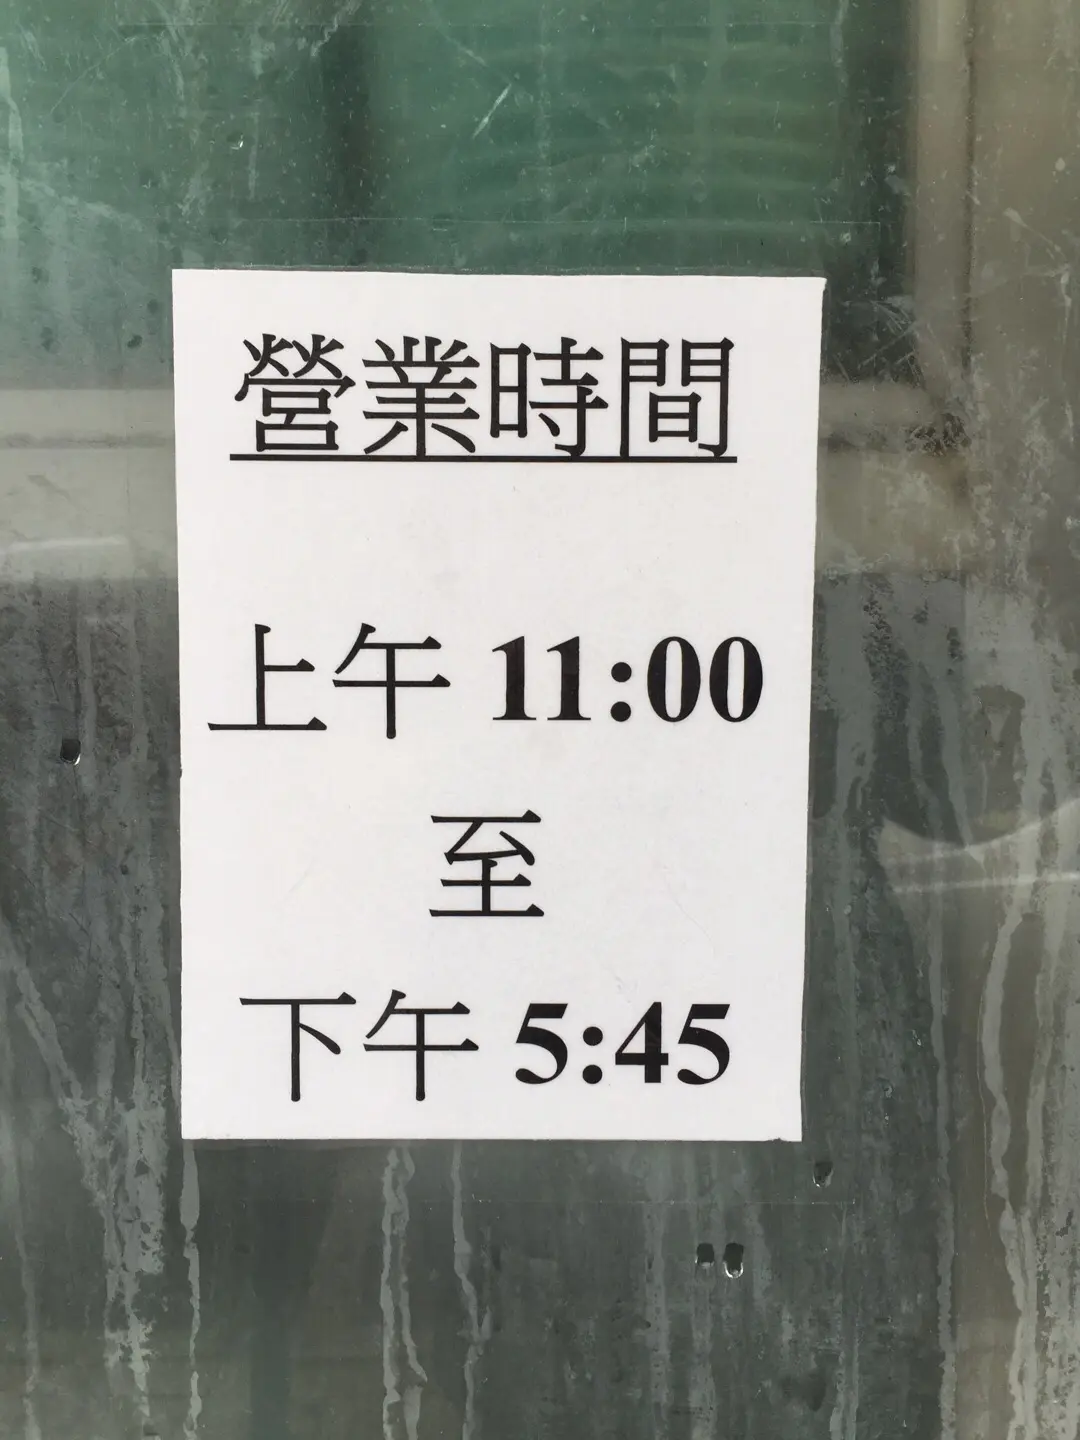 營業時間
上午 11:00
至
下午 5:45